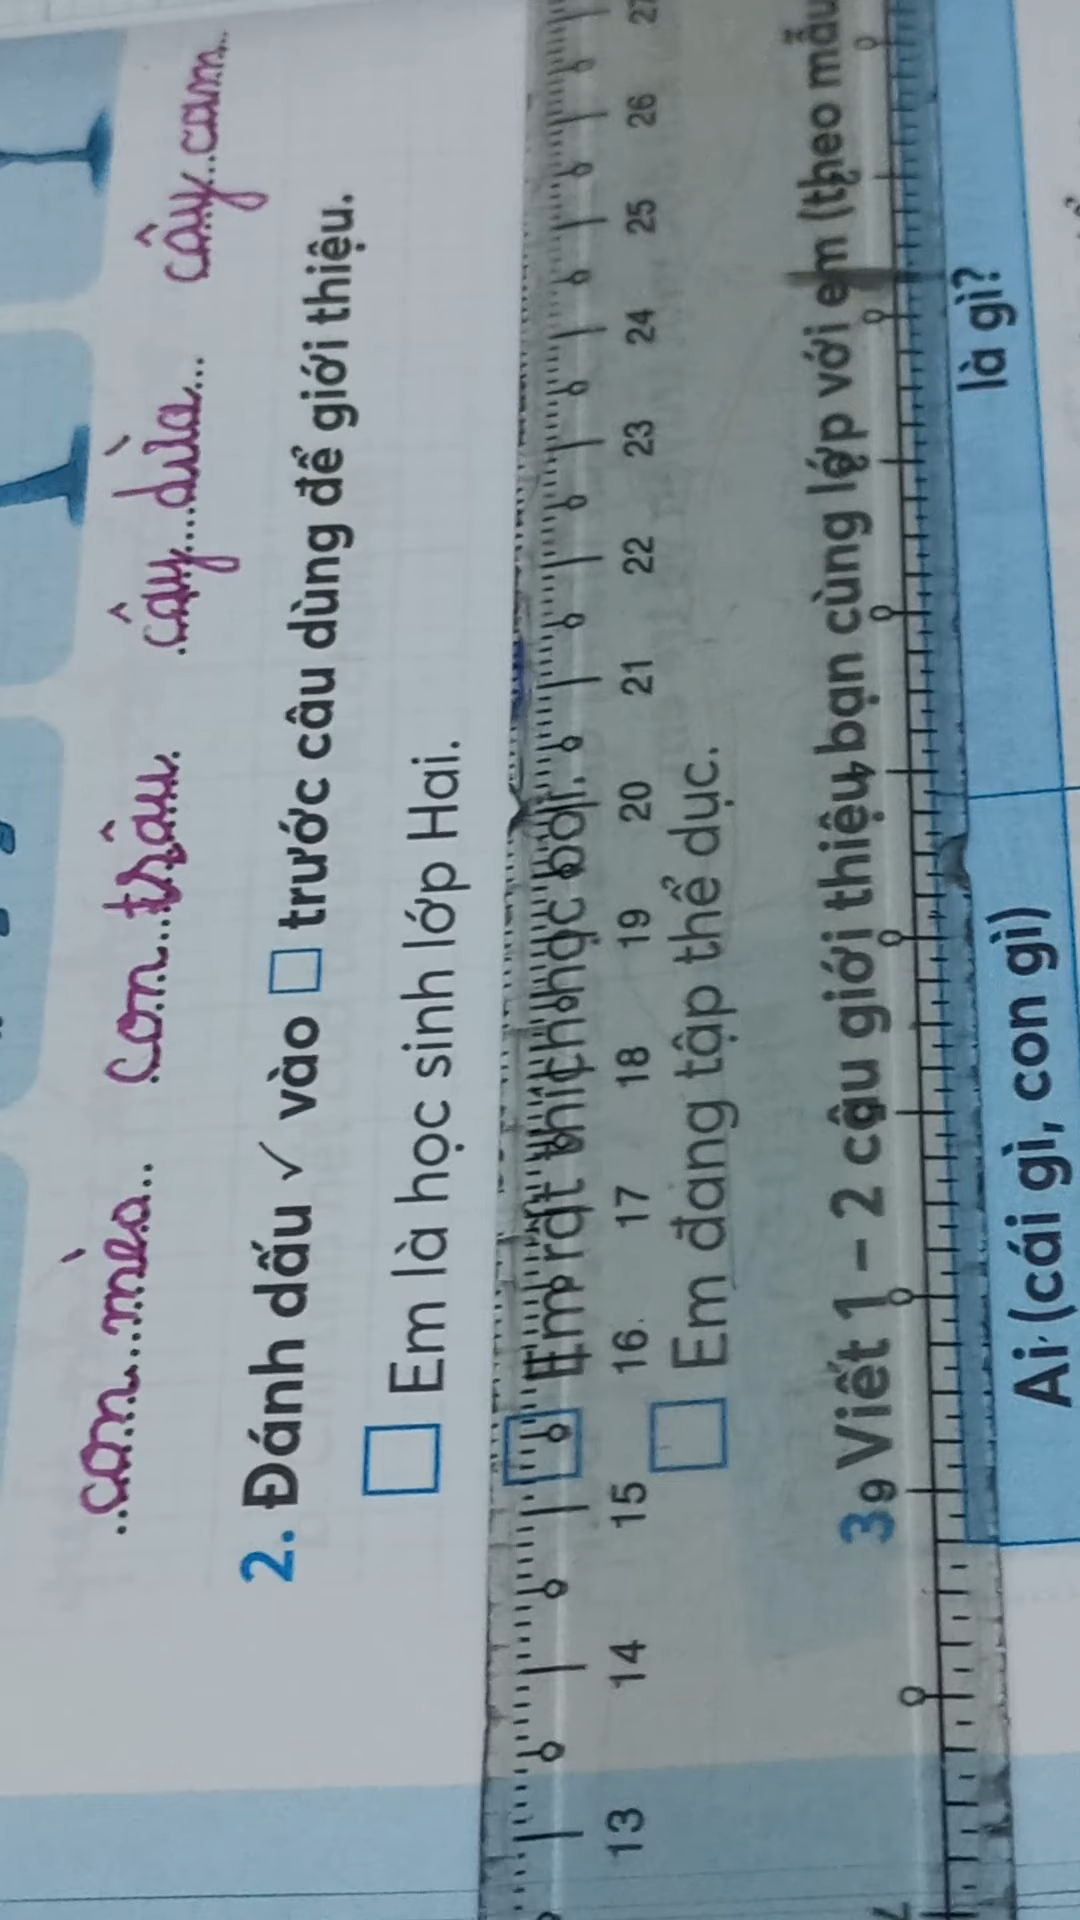 con mèo con trâu cây dừa cây cam
2. Đánh dấu ✓ vào □ trước câu dùng để giới thiệu.
□ Em là học sinh lớp Hai.
□ Em rất thích học bơi.
□ Em đang tập thể dục.
3 Viết 1 - 2 câu giới thiệu bạn cùng lớp với em (theo mẫu
Ai (cái gì, con gì) là gì?
13 14 15 16 17 18 19 20 21 22 23 24 25 26 27